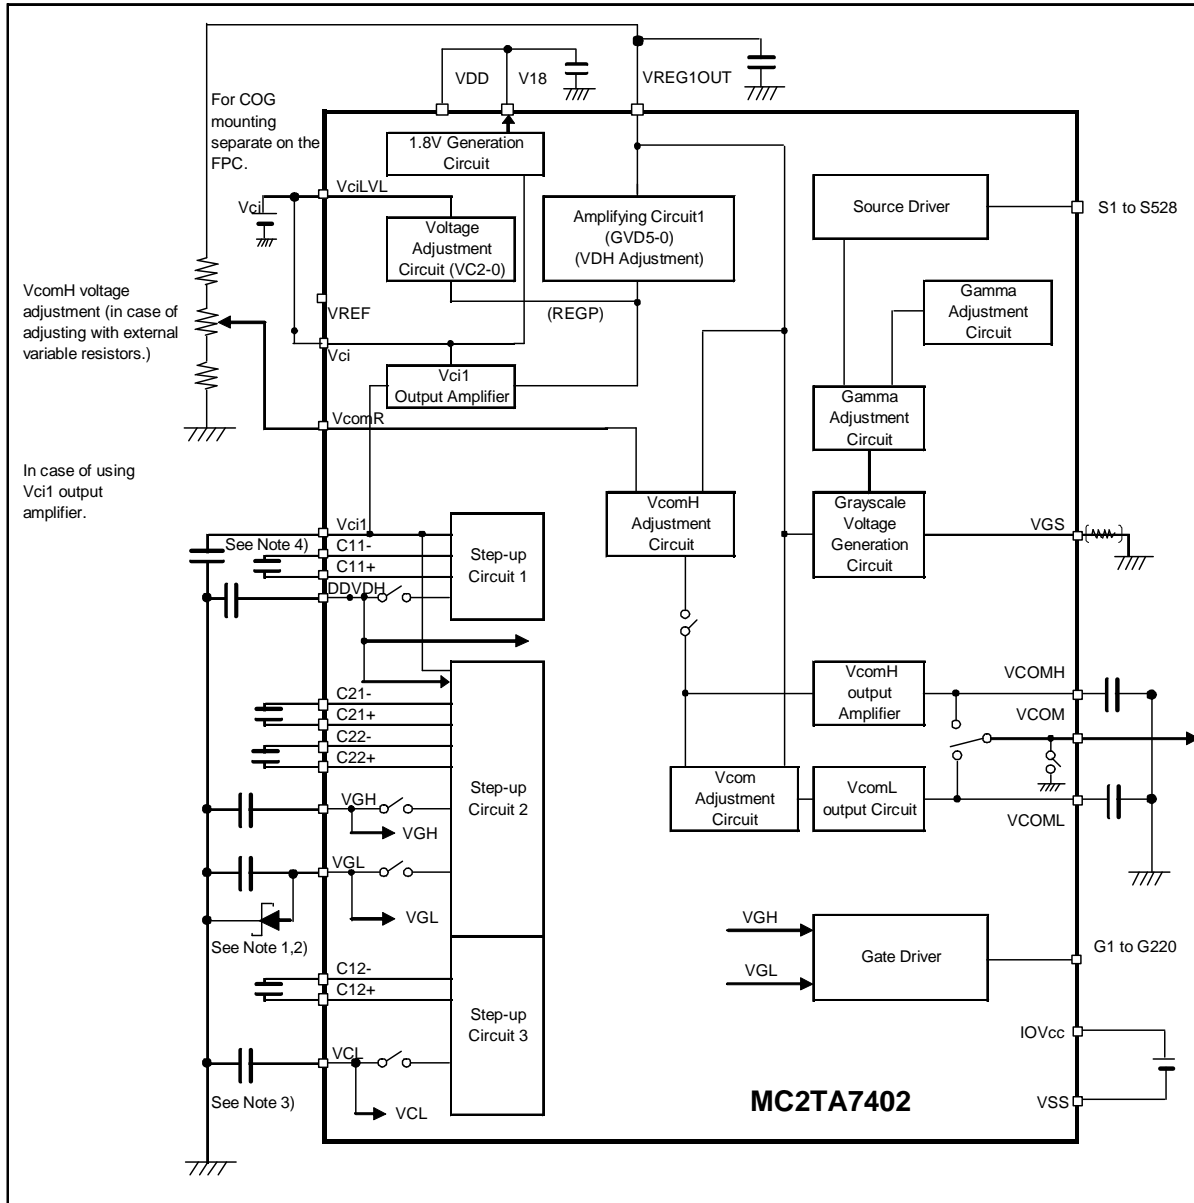 VDD
V18
VREG1OUT
For COG
mounting
separate on the
FPC.
1.8V Generation
Circuit
VciLVL
Vci
Voltage
Adjustment
Circuit (VC2-0)
Amplifying Circuit1
(GVD5-0)
(VDH Adjustment)
Source Driver
S1 to S528
Gamma
Adjustment
Circuit
VcomH voltage
adjustment (in case of
adjusting with external
variable resistors.)
VREF
(REGP)
Vci
Vci1
Output Amplifier
Gamma
Adjustment
Circuit
VcomR
In case of using
Vci1 output
amplifier.
VcomH
Adjustment
Circuit
Grayscale
Voltage
Generation
Circuit
VGS
Vci1
See Note 4)
C11-
C11+
DDVDH
Step-up
Circuit 1
VcomH
output
Amplifier
VCOMH
VCOM
C21-
C21+
C22-
C22+
Step-up
Circuit 2
Vcom
Adjustment
Circuit
VcomL
output Circuit
VCOML
VGH
VGH
VGL
VGL
See Note 1,2)
VGH
VGL
Gate Driver
G1 to G220
C12-
C12+
Step-up
Circuit 3
IOVcc
VSS
VCL
VCL
See Note 3)
MC2TA7402